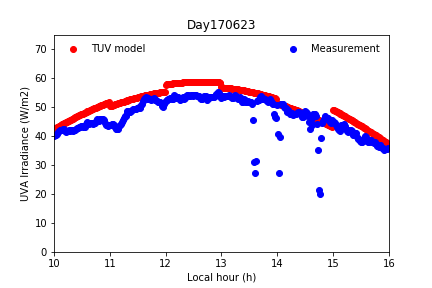 Day170623
TUV model
Measurement
UVA Irradiance (W/m2)
70
60
50
40
30
20
10
0
10 11 12 13 14 15 16
Local hour (h)